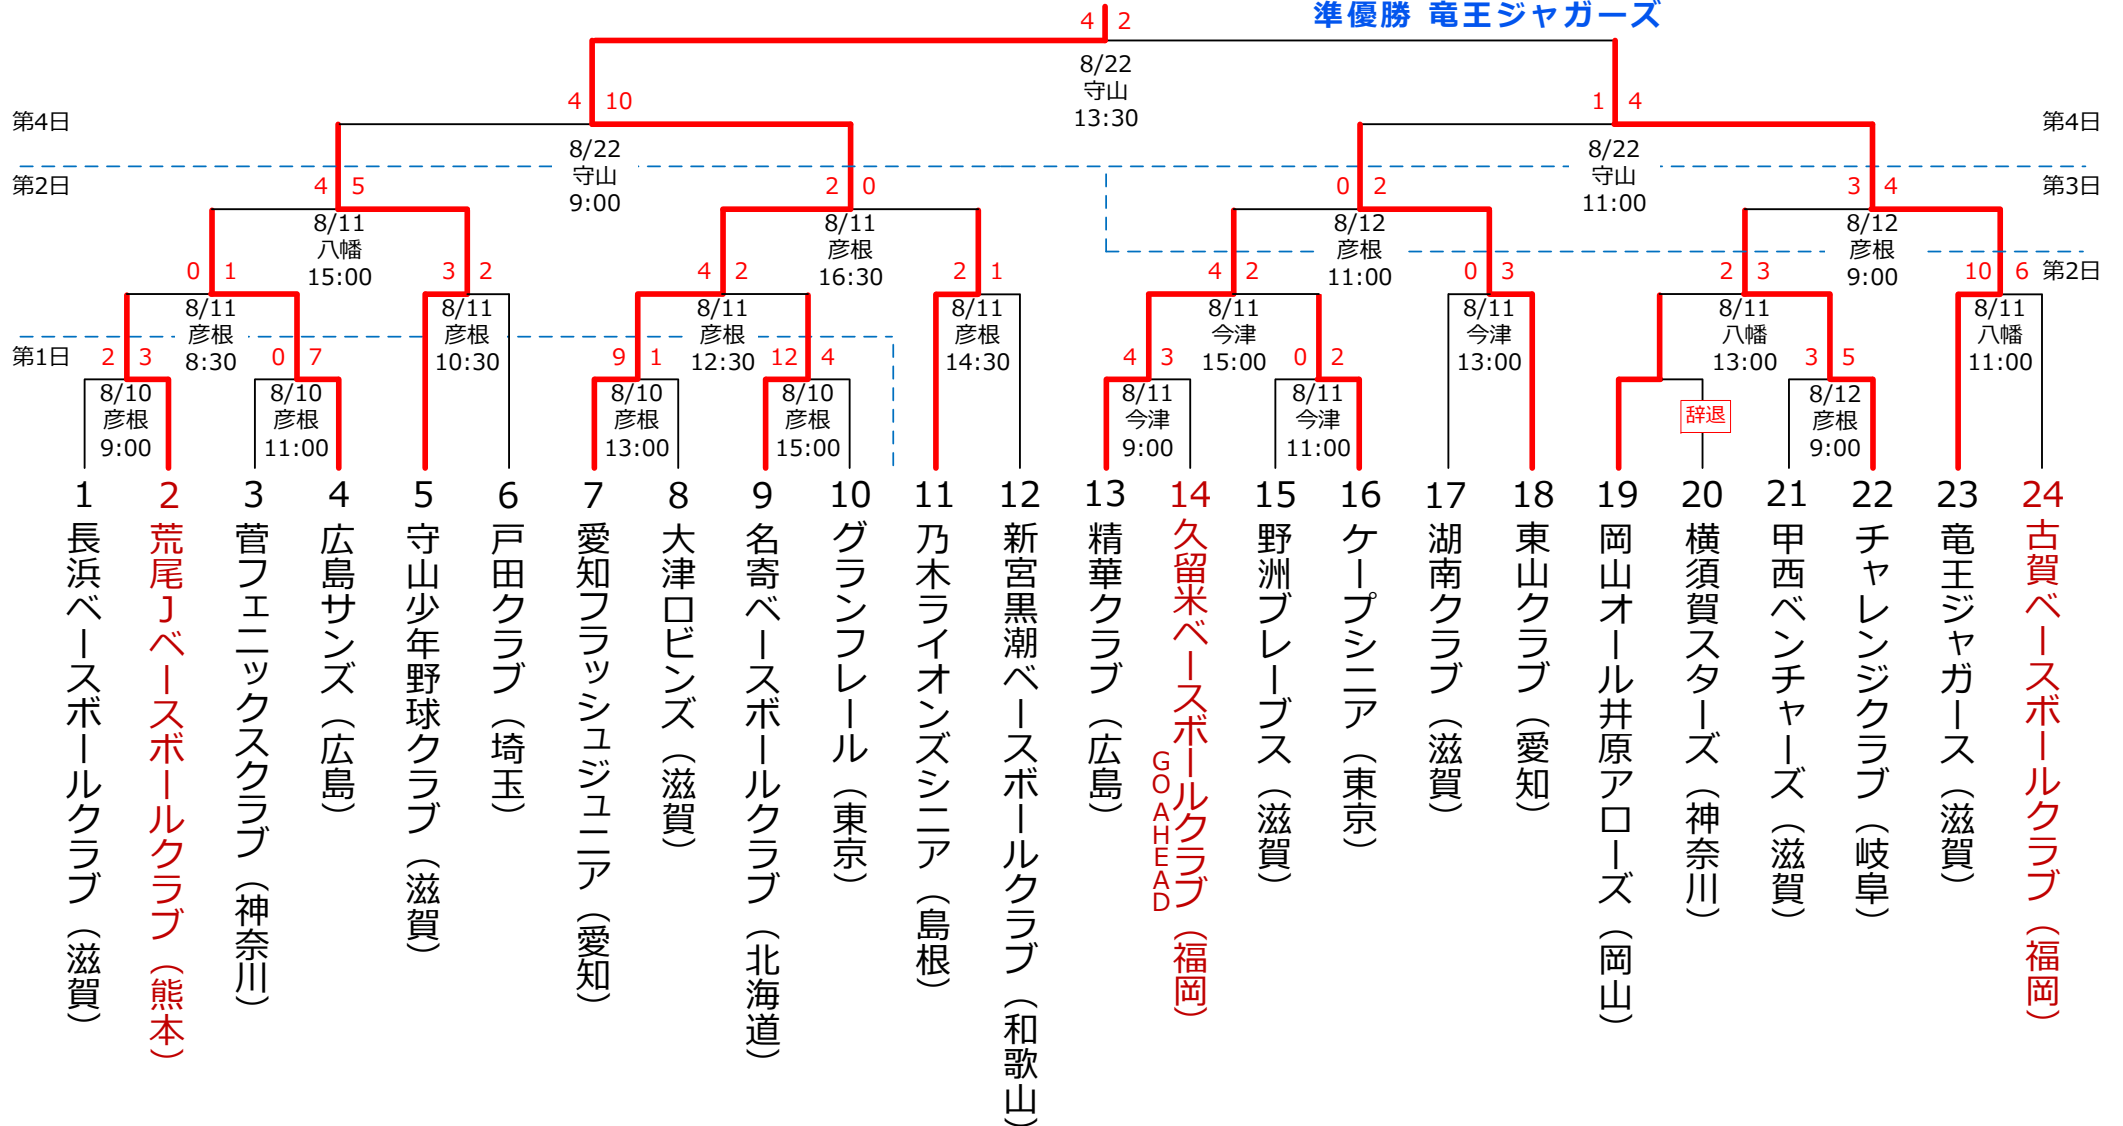 準優勝 竜王ジャガーズ
4 2
8/22
守山
13:30
4 10
1 4
第4日
第4日
8/22
守山
9:00
8/22
守山
11:00
第2日
第3日
4 5
2 0
0 2
3 4
8/11
八幡
15:00
8/11
彦根
16:30
8/12
彦根
11:00
8/12
彦根
9:00
第2日
0 1
3 2
4 2
2 1
4 2
0 3
2 3
10 6
8/11
彦根
8:30
8/11
彦根
10:30
8/11
彦根
12:30
8/11
彦根
14:30
8/11
今津
15:00
8/11
今津
13:00
8/11
八幡
13:00
8/11
八幡
11:00
第1日
2 3
0 7
9 1
12 4
4 3
0 2
3 5
8/10
彦根
9:00
8/10
彦根
11:00
8/10
彦根
13:00
8/10
彦根
15:00
8/11
今津
9:00
8/11
今津
11:00
辞退
8/12
彦根
9:00
1 長浜ベースボールクラブ（滋賀）
2 荒尾Jベースボールクラブ（熊本）
3 菅フェニックスクラブ（神奈川）
4 広島サンズ（広島）
5 守山少年野球クラブ（滋賀）
6 戸田クラブ（埼玉）
7 愛知フラッシュジュニア（愛知）
8 大津ロビンズ（滋賀）
9 名寄ベースボールクラブ（北海道）
10 グランフレール（東京）
11 乃木ライオンズシニア（島根）
12 新宮黒潮ベースボールクラブ（和歌山）
13 精華クラブ（広島）
14 久留米ベースボールクラブ（福岡）
GO AHEAD
15 野洲ブレーブス（滋賀）
16 ケープシニア（東京）
17 湖南クラブ（滋賀）
18 東山クラブ（愛知）
19 岡山オール井原アローズ（岡山）
20 横須賀スターズ（神奈川）
21 甲西ベンチャーズ（滋賀）
22 チャレンジクラブ（岐阜）
23 竜王ジャガース（滋賀）
24 古賀ベースボールクラブ（福岡）